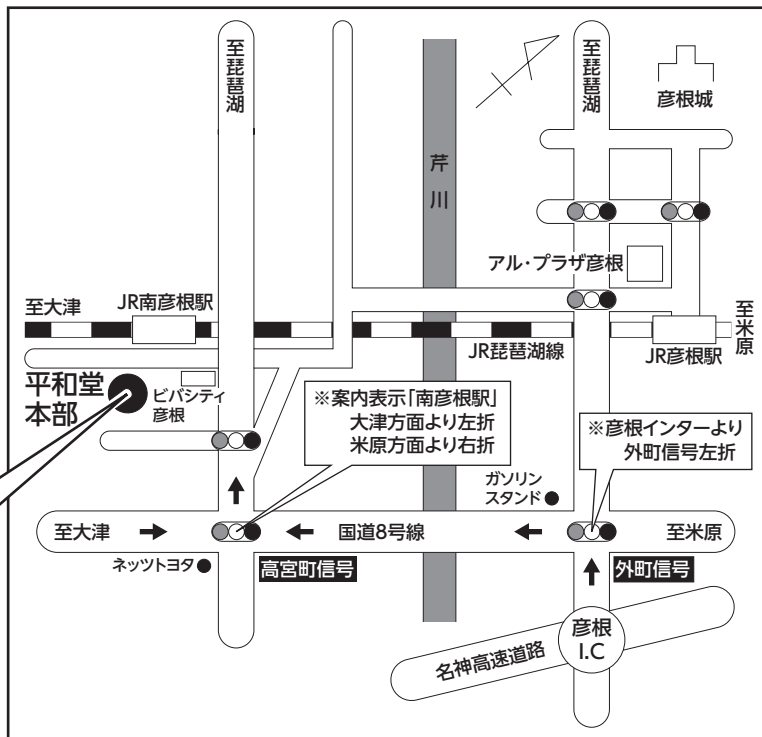 至琵琶湖
至琵琶湖
彦根城
芹川
アル・プラザ彦根
至大津
JR南彦根駅
JR琵琶湖線
JR彦根駅
至米原
平和堂
本部
ビバシティ
彦根
※案内表示「南彦根駅」
大津方面より左折
米原方面より右折
※彦根インターより
外町信号左折
ガソリン
スタンド
至大津
国道8号線
至米原
ネッツトヨタ
高宮町信号
外町信号
彦根
I.C
名神高速道路